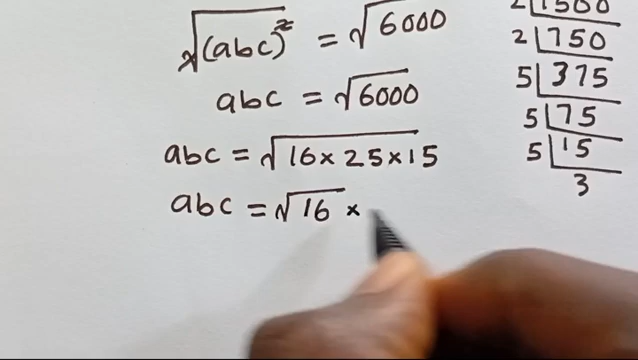 √(abc)² = √6000
abc = √6000
abc = √16 × 25 × 15
abc = √16 ×
2 1500
2 750
5 375
5 75
5 15
3